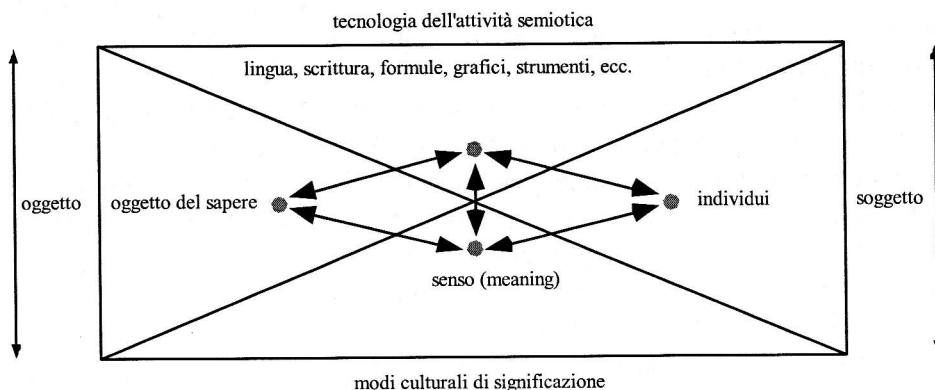 tecnologia dell'attività semiotica
lingua, scrittura, formule, grafici, strumenti, ecc.
oggetto
oggetto del sapere
individui
soggetto
senso (meaning)
modi culturali di significazione